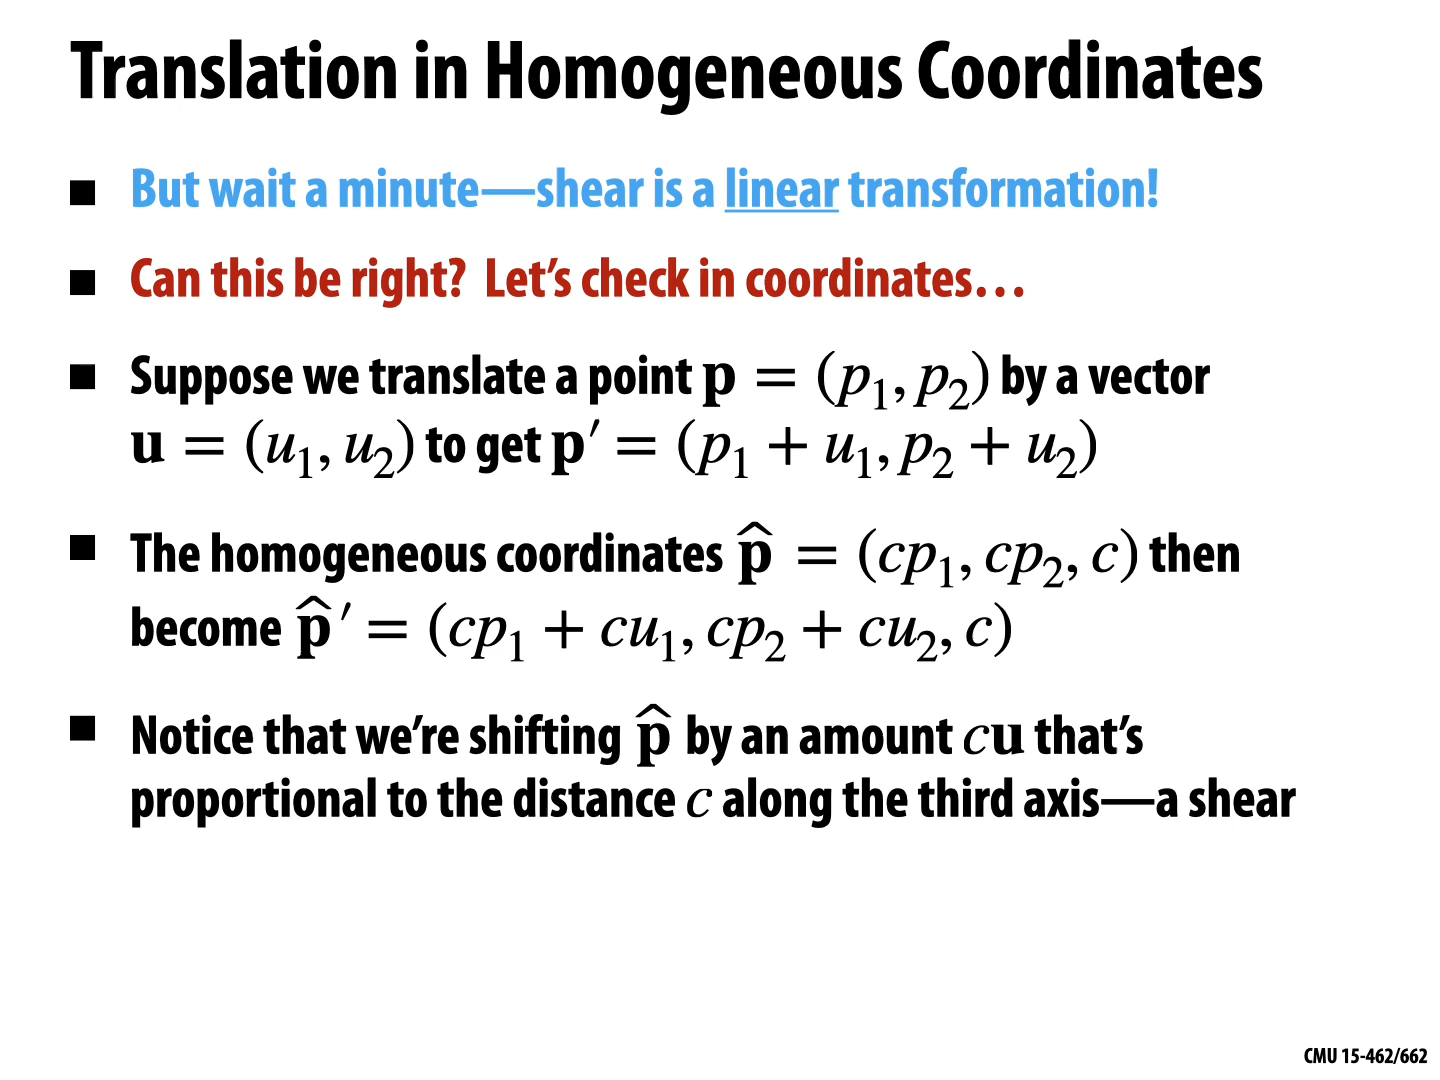 Translation in Homogeneous Coordinates
■ But wait a minute—shear is a linear transformation!
■ Can this be right? Let’s check in coordinates…
■ Suppose we translate a point 𝐩 = (p₁, p₂) by a vector
𝐮 = (u₁, u₂) to get 𝐩′ = (p₁ + u₁, p₂ + u₂)
■ The homogeneous coordinates 𝐩̂ = (cp₁, cp₂, c) then
become 𝐩̂′ = (cp₁ + cu₁, cp₂ + cu₂, c)
■ Notice that we’re shifting 𝐩̂ by an amount c𝐮 that’s
proportional to the distance c along the third axis—a shear
CMU 15-462/662